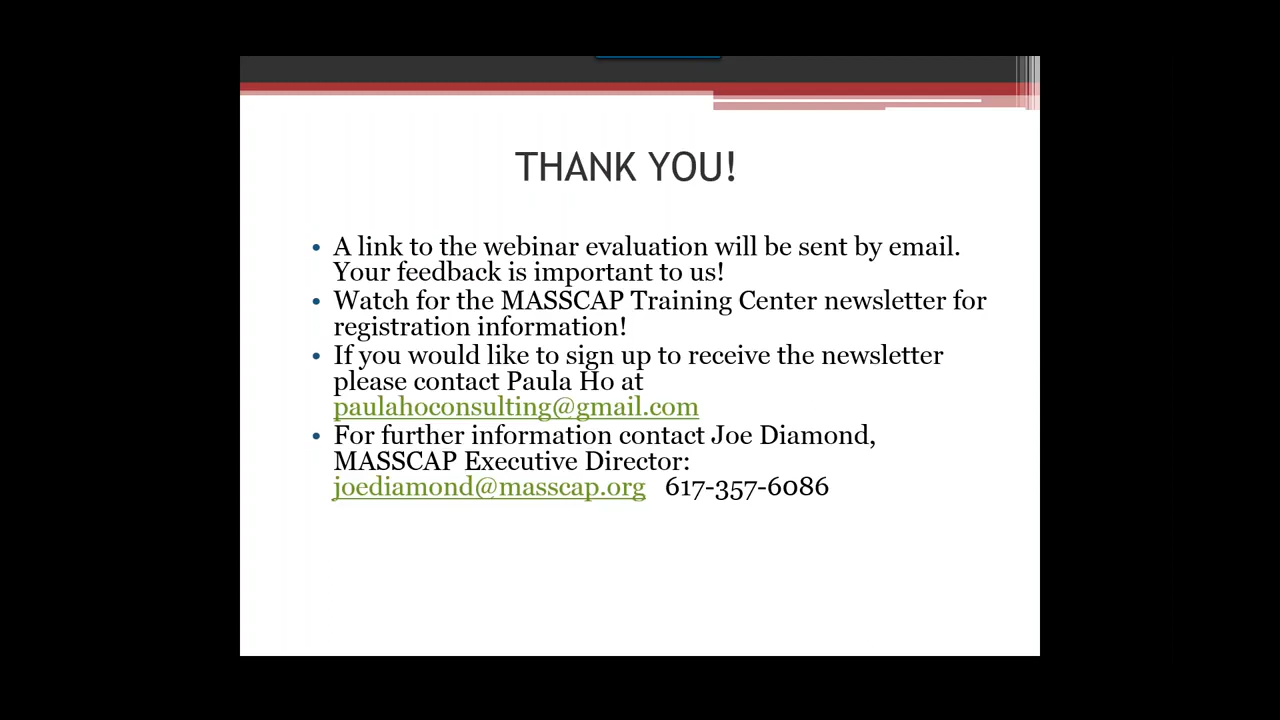 THANK YOU!
• A link to the webinar evaluation will be sent by email.
Your feedback is important to us!
• Watch for the MASSCAP Training Center newsletter for
registration information!
• If you would like to sign up to receive the newsletter
please contact Paula Ho at
paulahoconsulting@gmail.com
• For further information contact Joe Diamond,
MASSCAP Executive Director:
joediamond@masscap.org 617-357-6086